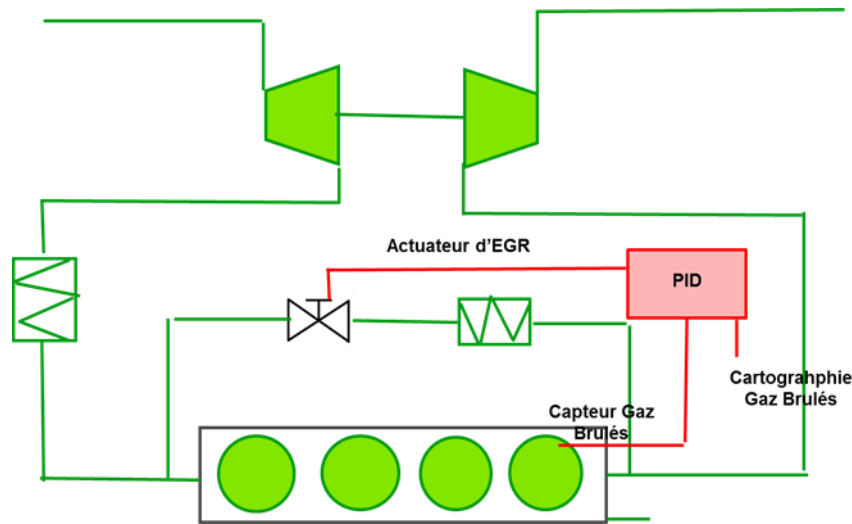 Actuateur d’EGR
PID
Cartograhphie
Gaz Brulés
Capteur Gaz
Brulés